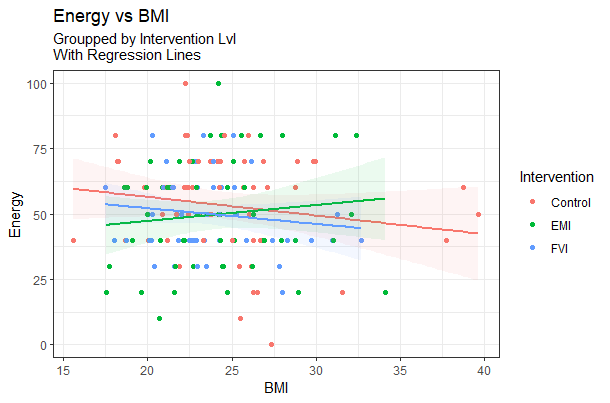 Energy vs BMI
Groupped by Intervention Lvl
With Regression Lines
100
75
50
25
0
Energy
15
20
25
30
35
40
BMI
Intervention
Control
EMI
FVI